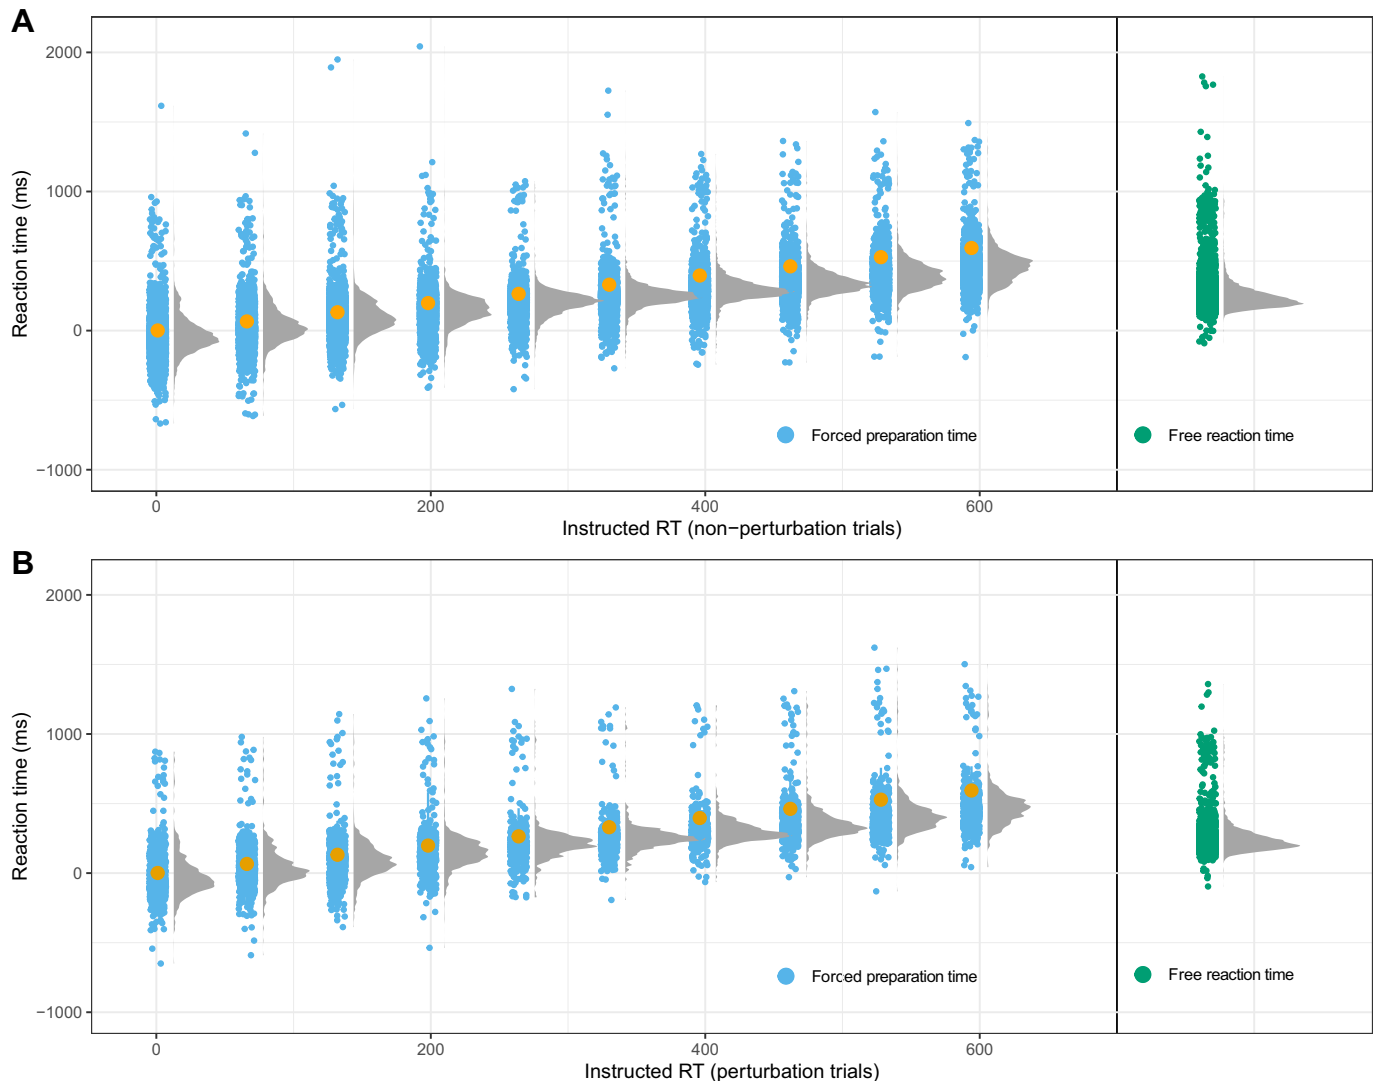 A
Reaction time (ms)
2000
1000
0
−1000
Forced preparation time
Free reaction time
0
200
400
600
Instructed RT (non−perturbation trials)
B
Reaction time (ms)
2000
1000
0
−1000
Forced preparation time
Free reaction time
0
200
400
600
Instructed RT (perturbation trials)